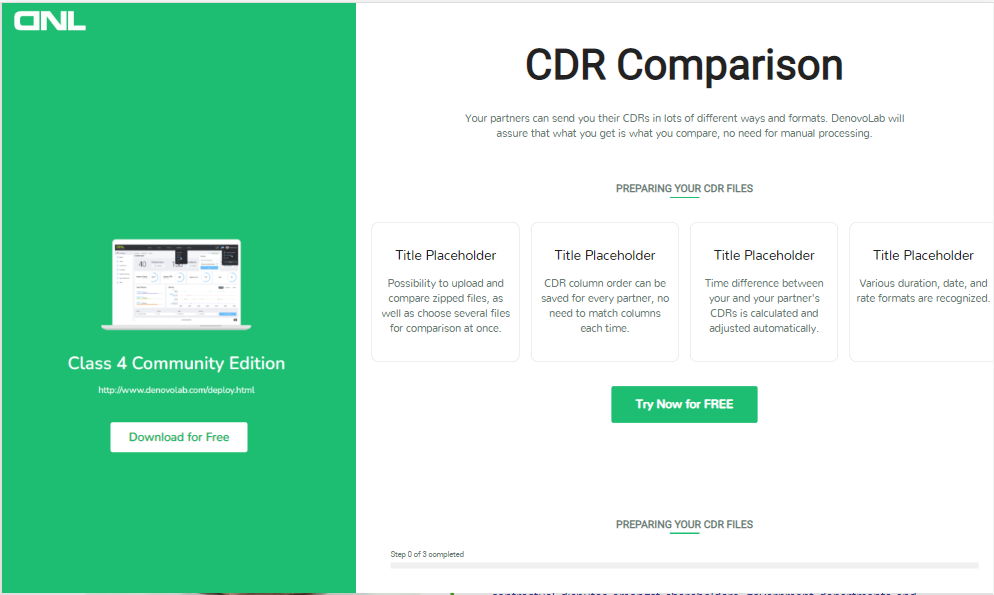 DNL
Class 4 Community Edition
http://www.denovolab.com/deploy.html
Download for Free
CDR Comparison
Your partners can send you their CDRs in lots of different ways and formats. DenovoLab will
assure that what you get is what you compare, no need for manual processing.
PREPARING YOUR CDR FILES
Title Placeholder
Possibility to upload and
compare zipped files, as
well as choose several files
for comparison at once.
Title Placeholder
CDR column order can be
saved for every partner, no
need to match columns
each time.
Title Placeholder
Time difference between
your and your partner's
CDRs is calculated and
adjusted automatically.
Title Placeholder
Various duration, date, and
rate formats are recognized.
Try Now for FREE
PREPARING YOUR CDR FILES
Step 0 of 3 completed